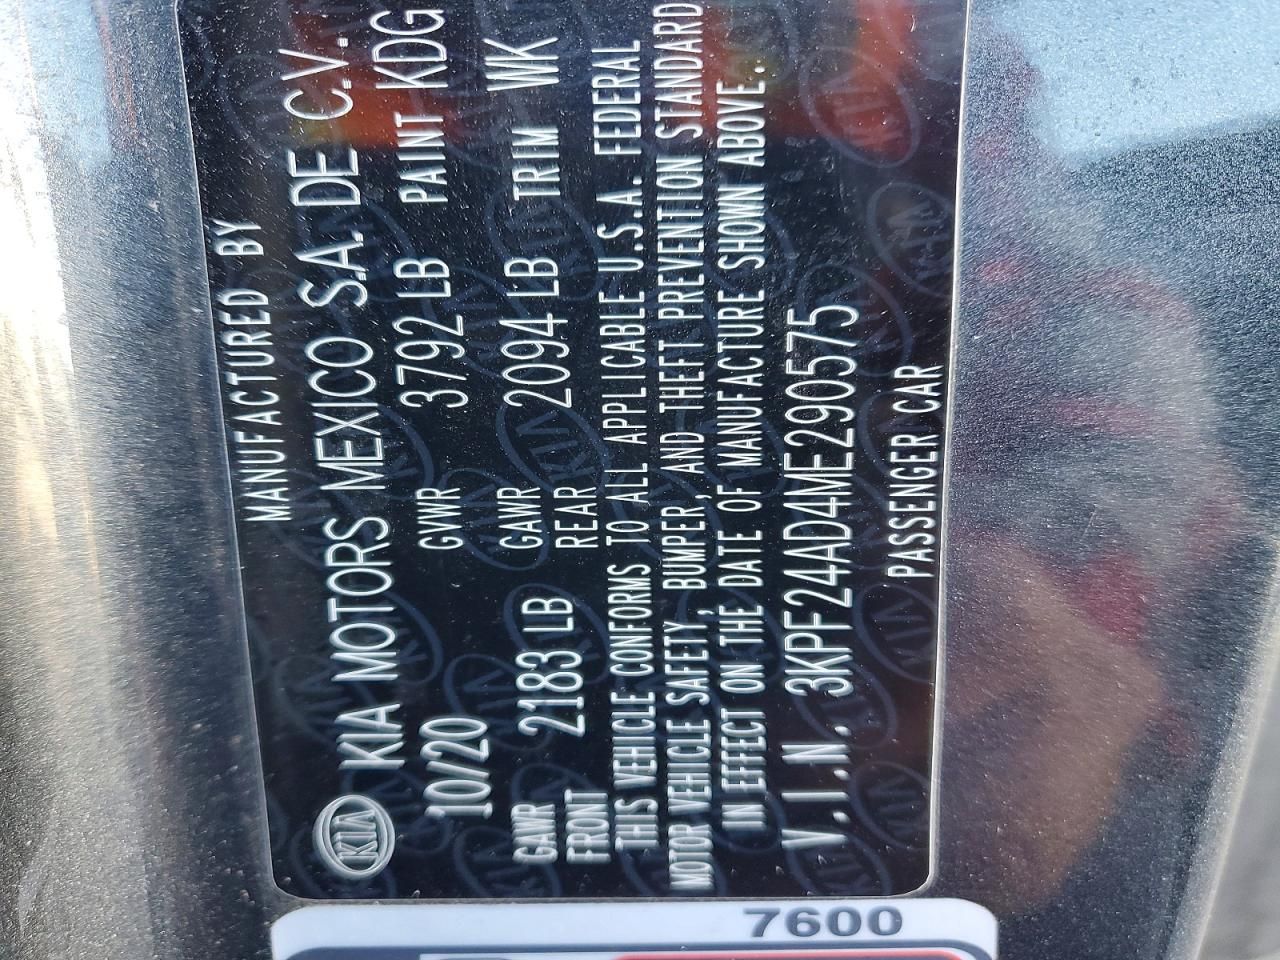 MANUFACTURED BY
KIA KIA MOTORS MEXICO S.A. DE C.V.
10/20 GVWR 3792 LB PAINT KDG
GAWR FRONT 2183 LB GAWR REAR 2094 LB TRIM WK
THIS VEHICLE CONFORMS TO ALL APPLICABLE U.S.A. FEDERAL
MOTOR VEHICLE SAFETY, BUMPER, AND THEFT PREVENTION STANDARD
IN EFFECT ON THE DATE OF MANUFACTURE SHOWN ABOVE.
V.I.N. 3KPF24AD4ME290575
PASSENGER CAR
7600